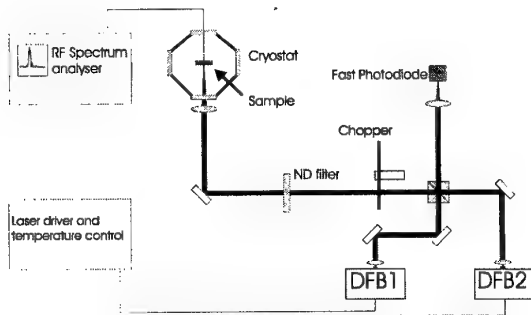 RF Spectrum
analyser
Cryostat
Sample
Fast Photodiode
Chopper
ND filter
Laser driver and
temperature control
DFB1
DFB2